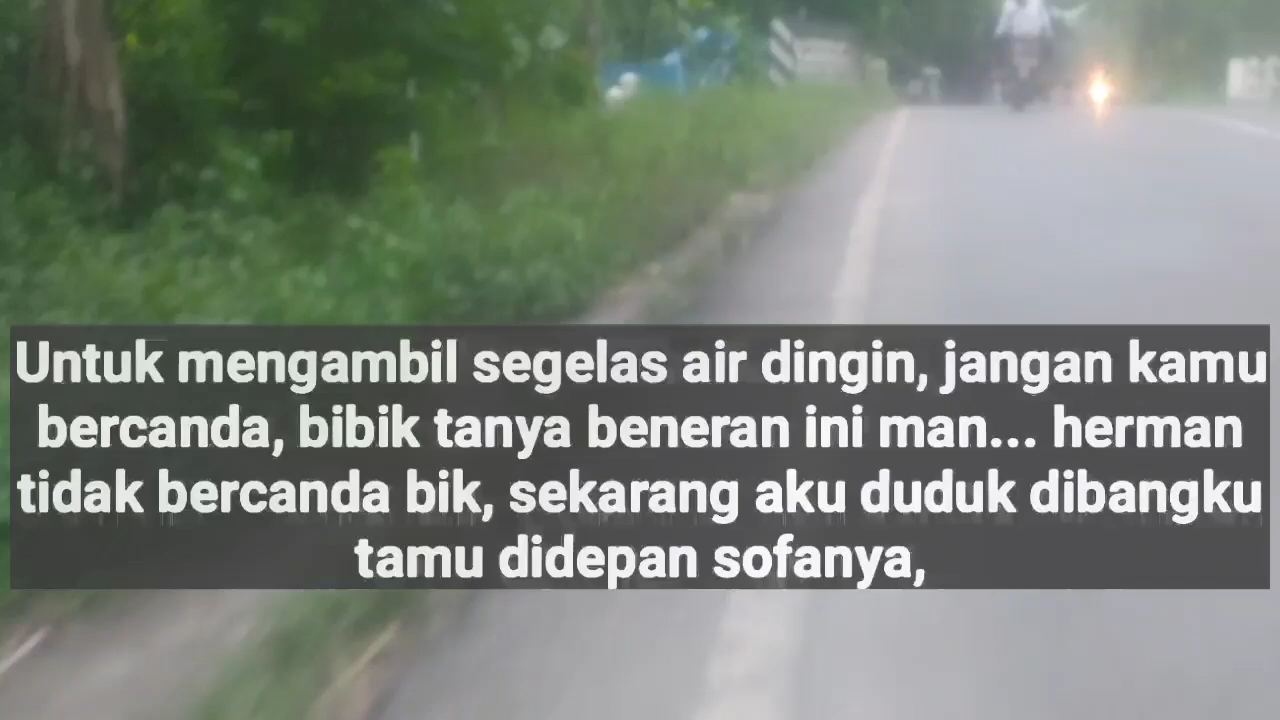 Untuk mengambil segelas air dingin, jangan kamu
bercanda, bibik tanya beneran ini man... herman
tidak bercanda bik, sekarang aku duduk dibangku
tamu didepan sofanya,